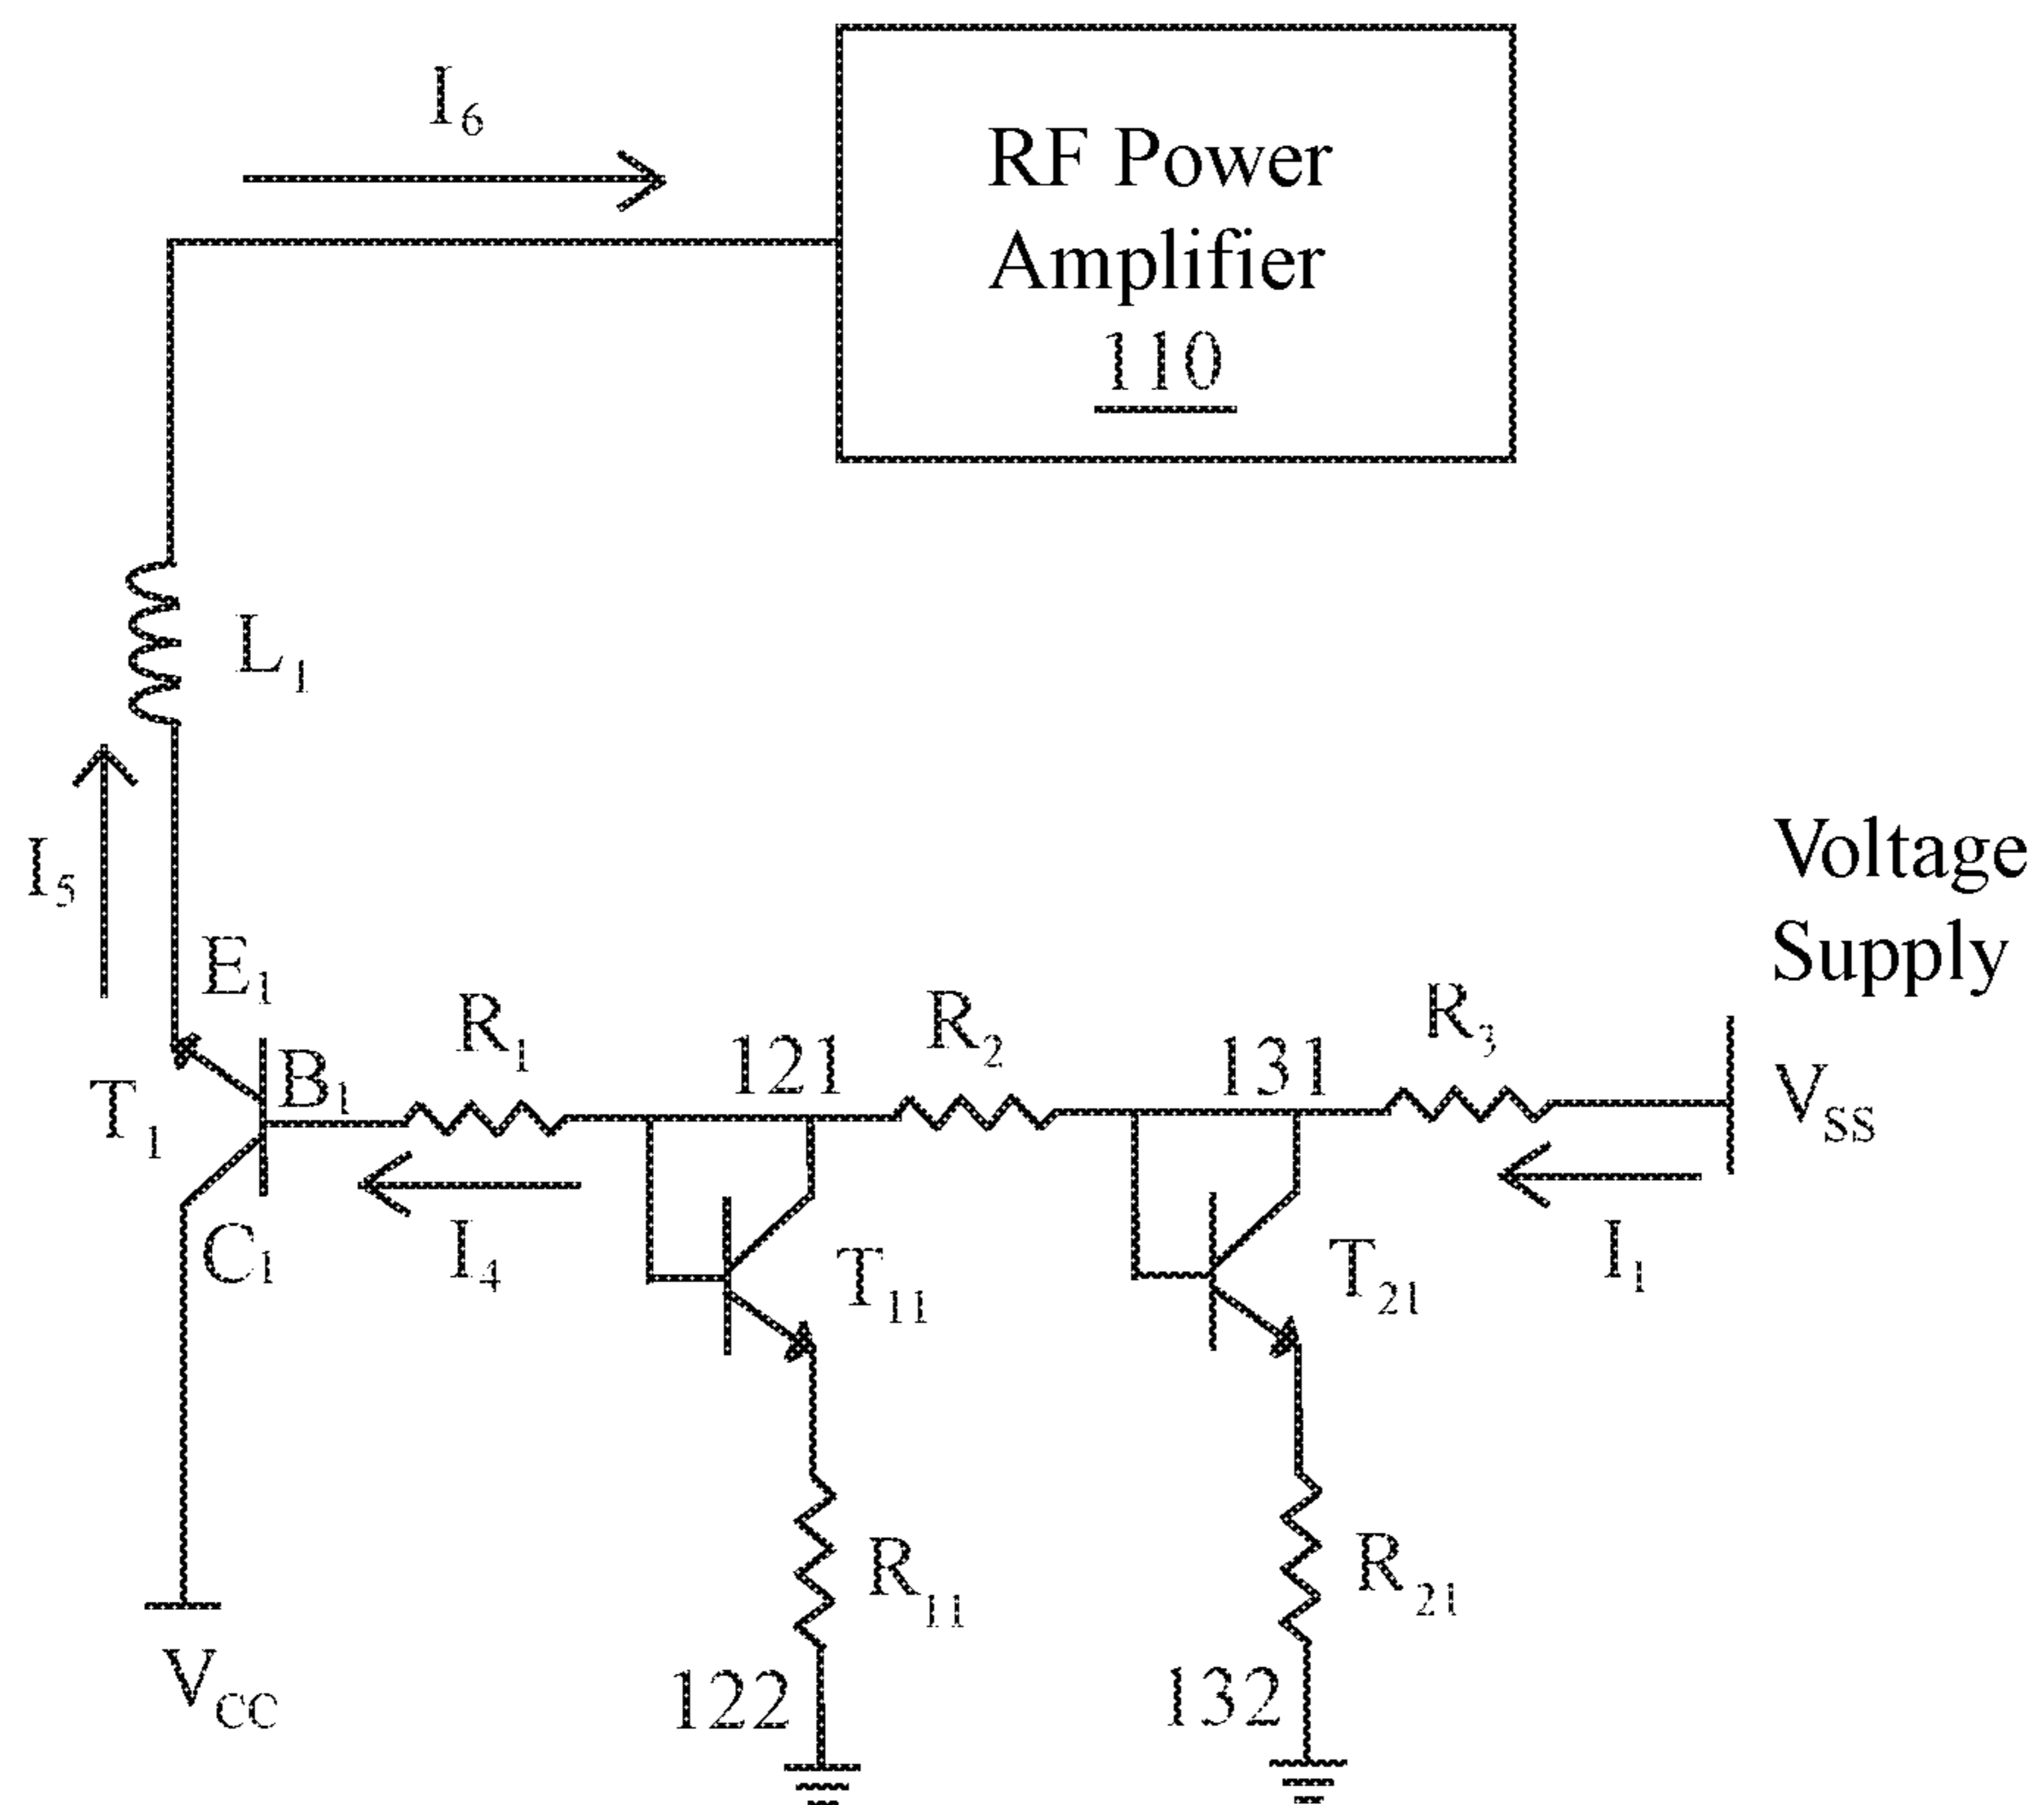 I6
RF Power
Amplifier
110
L1
I5
Voltage
Supply
E1
R1
121
R2
131
R3
T1
B1
VSS
C1
I4
T11
T21
I1
R11
R21
122
132
VCC